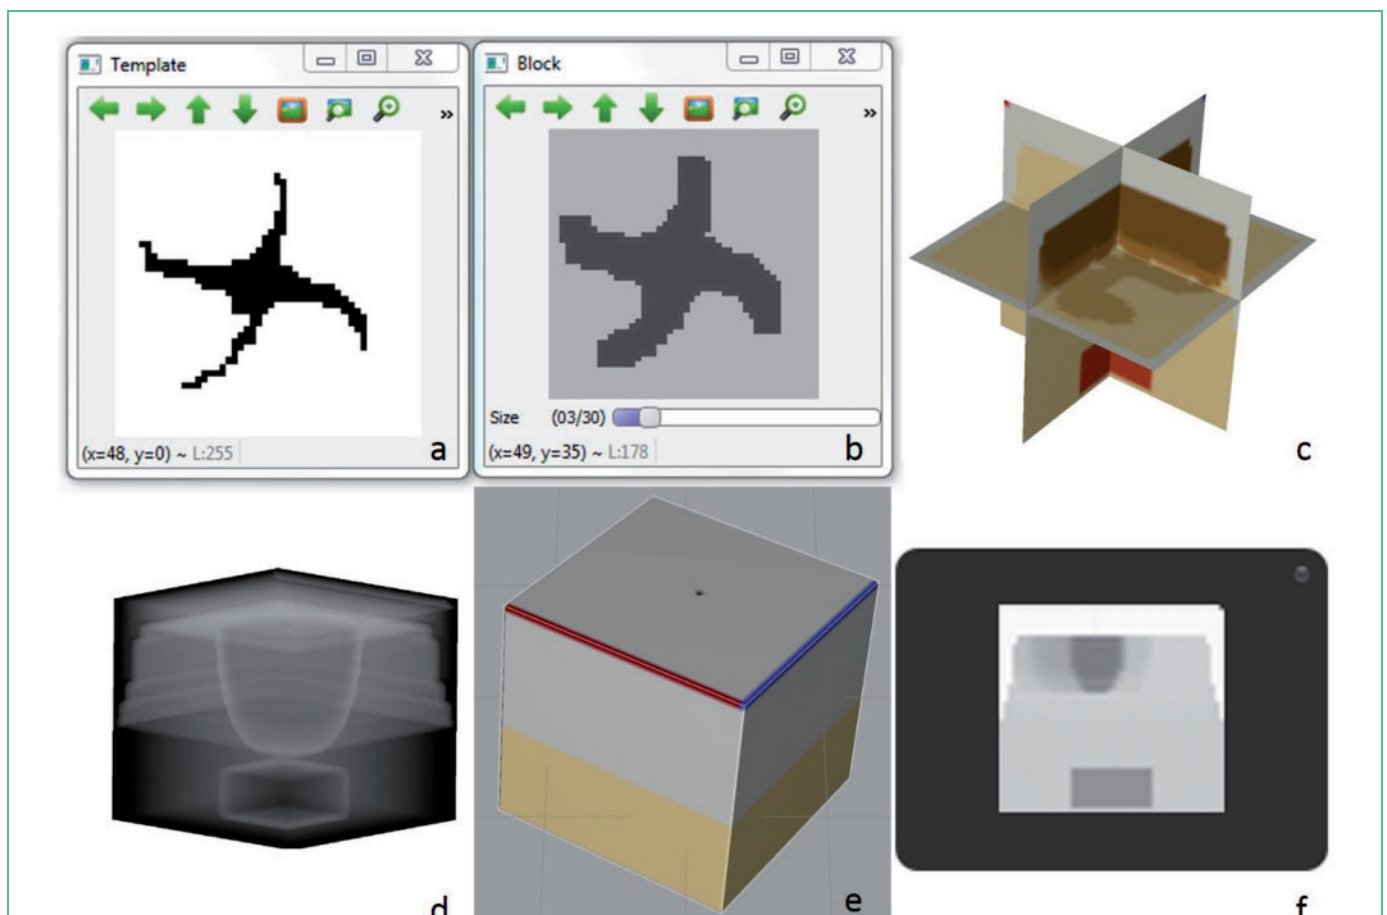 Template
Block
»
»
Size (03/30)
(x=48, y=0) ~ L:255
a
(x=49, y=35) ~ L:178
b
c
d
e
f